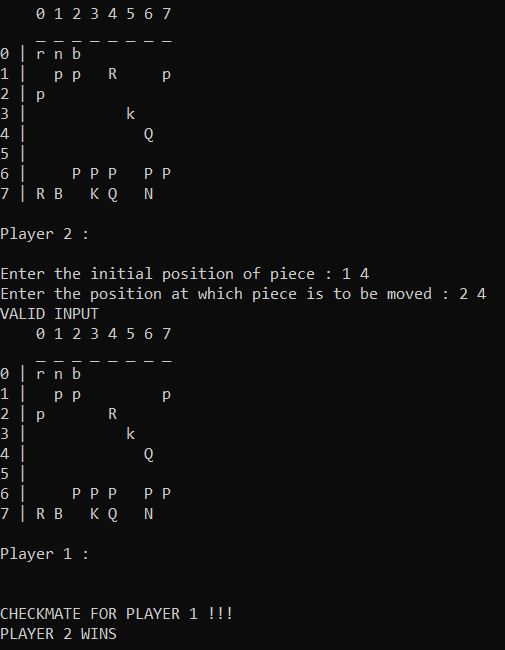 0 1 2 3 4 5 6 7
    _ _ _ _ _ _ _ _
0 | r n b
1 |   p p   R     p
2 | p
3 |           k
4 |             Q
5 |
6 |     P P P   P P
7 | R B   K Q   N
Player 2 :
Enter the initial position of piece : 1 4
Enter the position at which piece is to be moved : 2 4
VALID INPUT
    0 1 2 3 4 5 6 7
    _ _ _ _ _ _ _ _
0 | r n b
1 |   p p         p
2 | p       R
3 |           k
4 |             Q
5 |
6 |     P P P   P P
7 | R B   K Q   N
Player 1 :
CHECKMATE FOR PLAYER 1 !!!
PLAYER 2 WINS